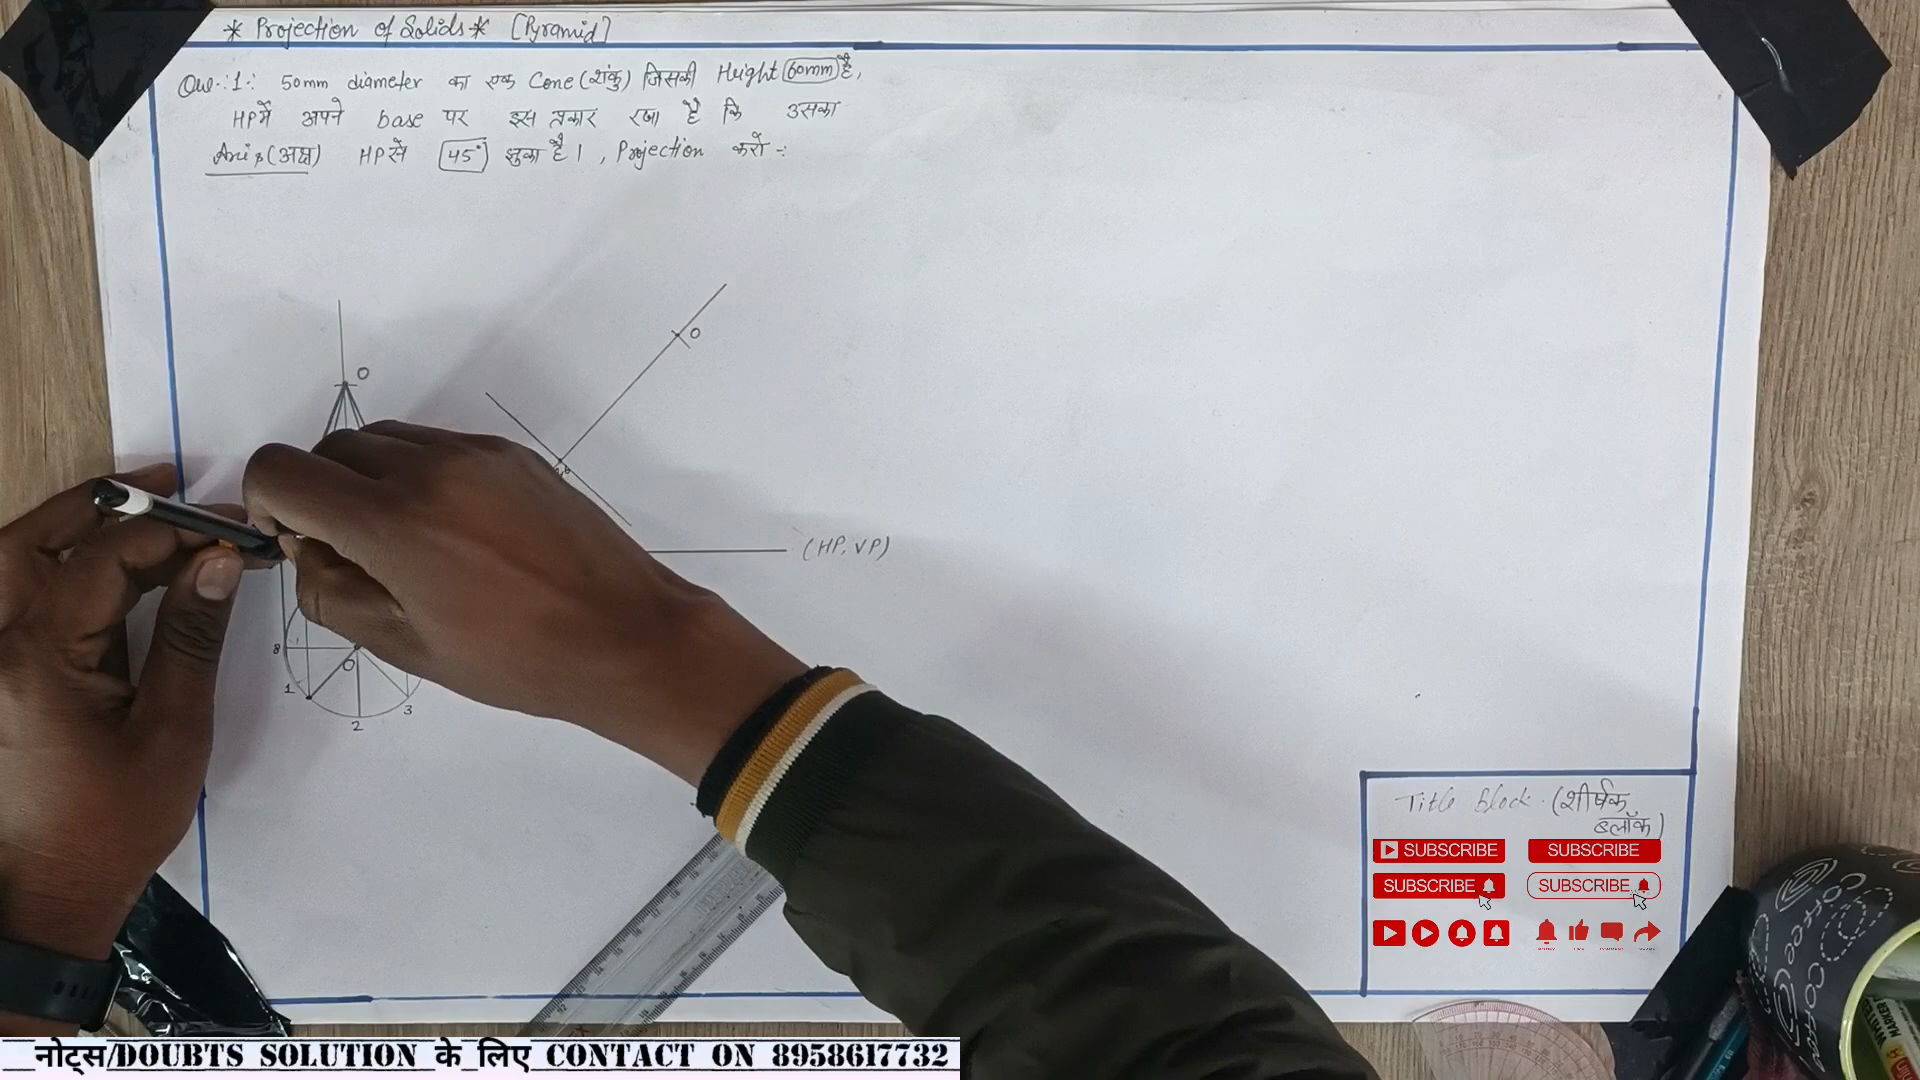 * Projection of Solids * [Pyramid]
Que.:1: 50mm diameter का एक Cone (शंकु) जिसकी Height 60mm है,
HP में अपने base पर इस प्रकार रखा है कि उसका
Axis (अक्ष) HP से 45° झुका है। , Projection करो -:
O
O
(HP, VP)
8
O
1
3
2
Title Block. (शीर्षक
ब्लॉक)
SUBSCRIBE SUBSCRIBE
SUBSCRIBE SUBSCRIBE
नोट्स/DOUBTS SOLUTION के लिए CONTACT ON 8958617732